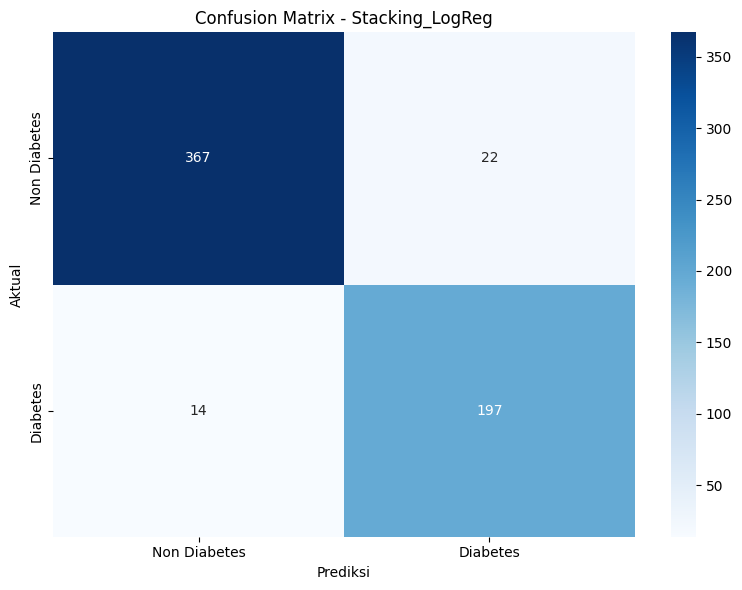 Confusion Matrix - Stacking_LogReg
Aktual
Non Diabetes
367
22
Diabetes
14
197
Non Diabetes
Diabetes
Prediksi
350
300
250
200
150
100
50